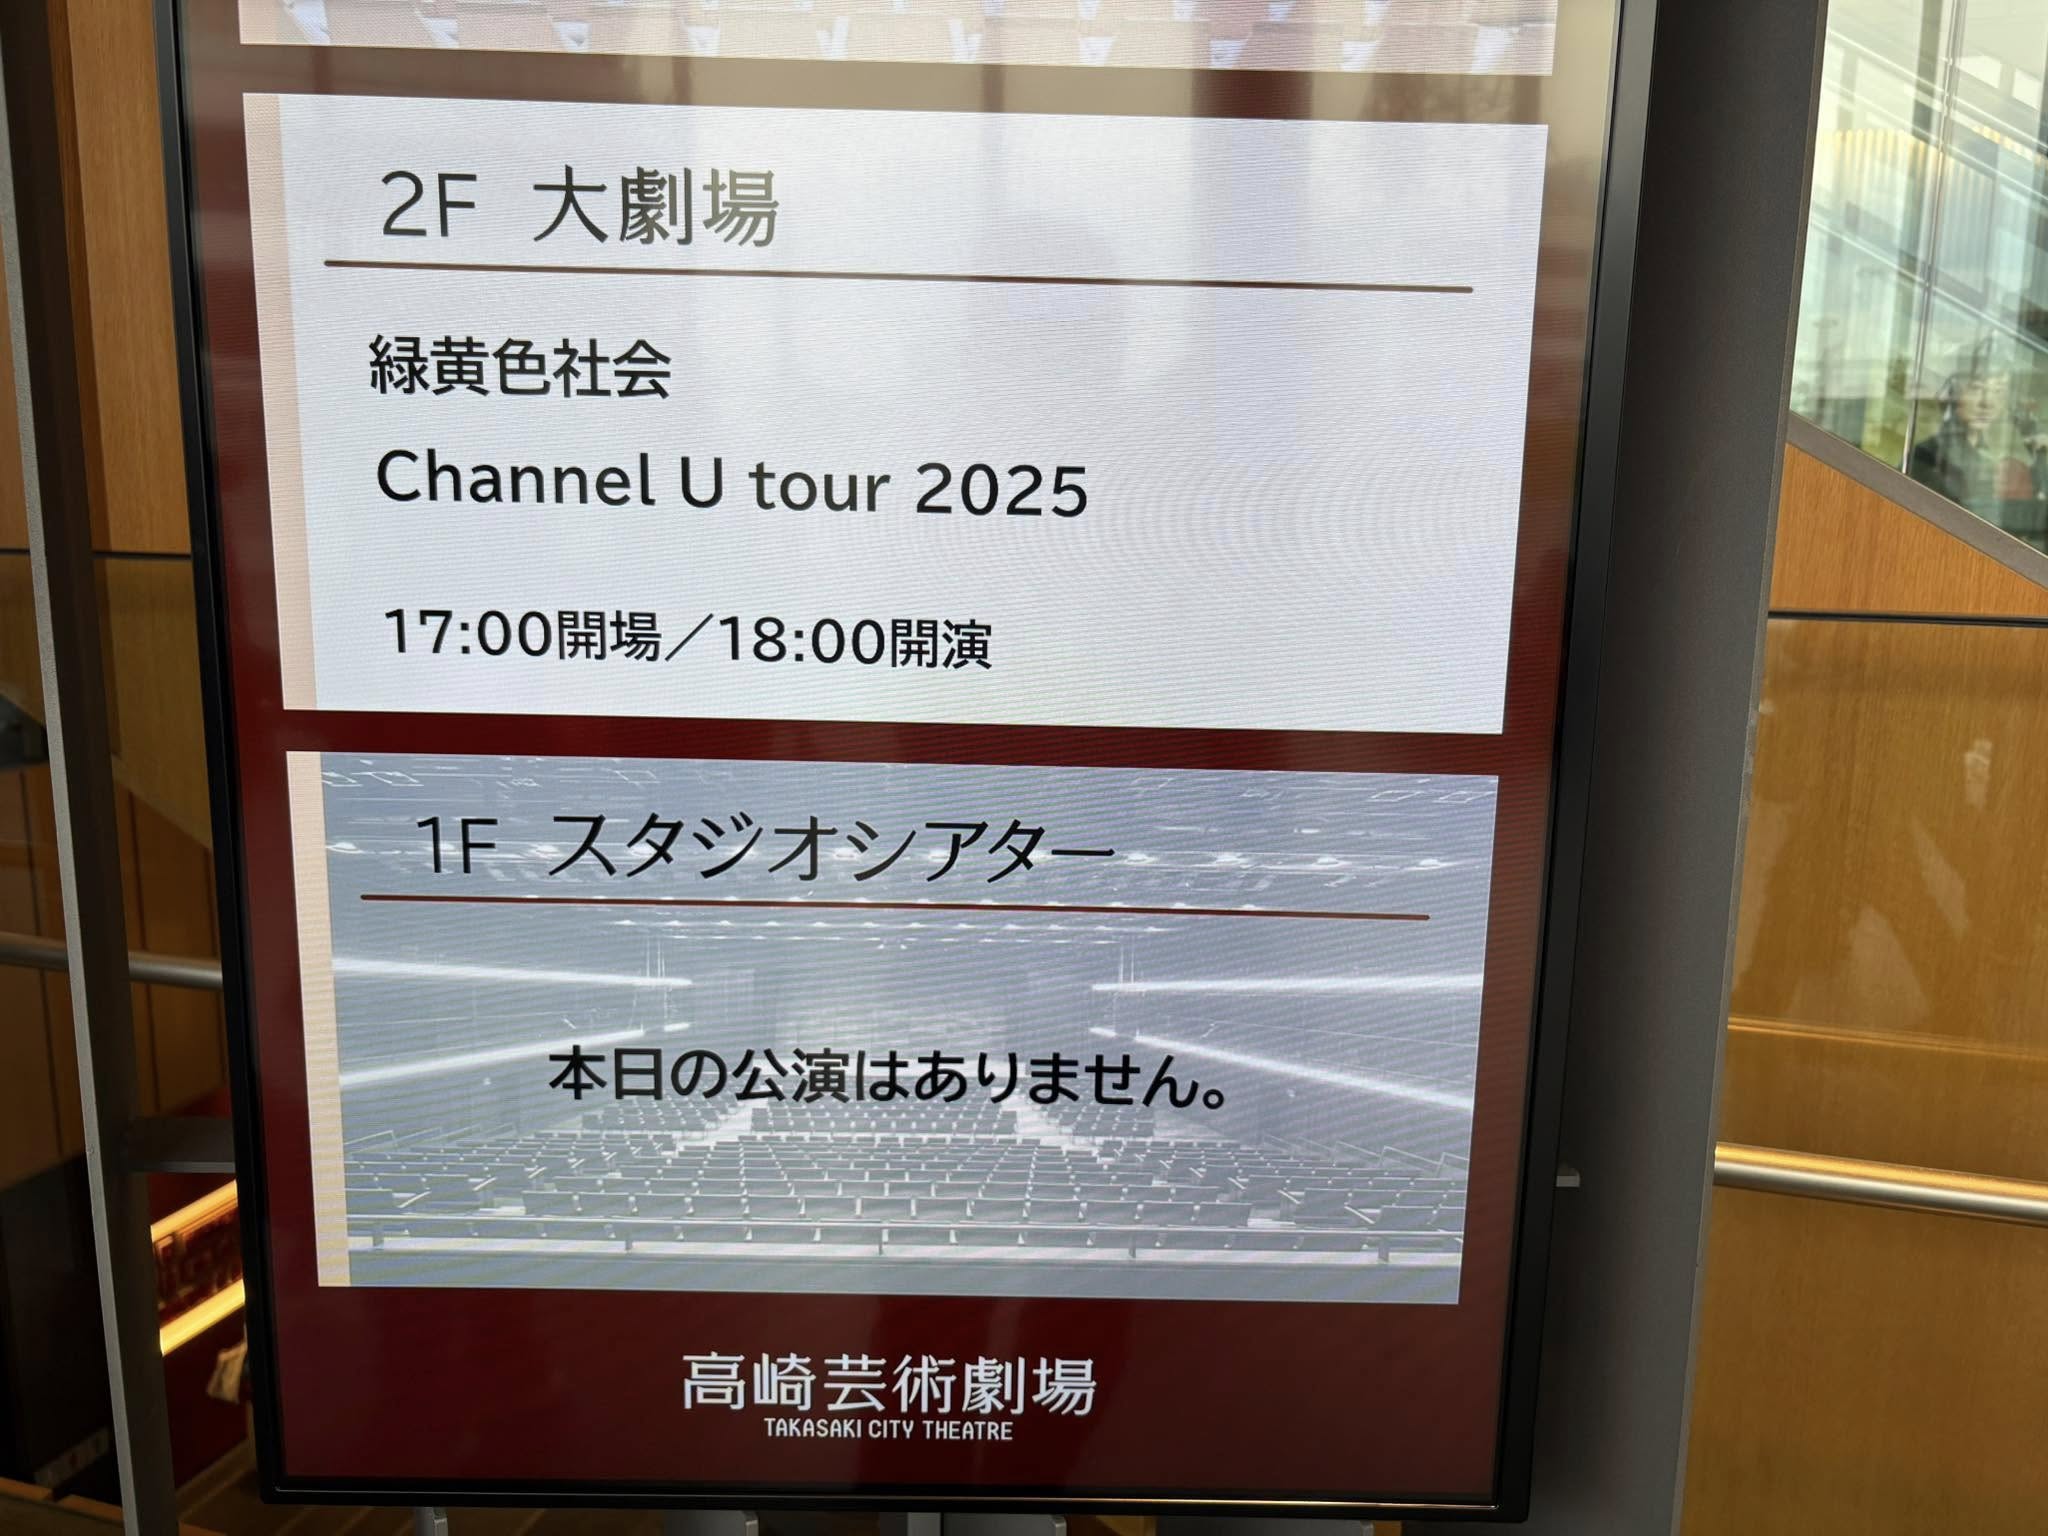 2F 大劇場
緑黄色社会
Channel U tour 2025
17:00開場／18:00開演
1F スタジオシアター
本日の公演はありません。
高崎芸術劇場
TAKASAKI CITY THEATRE